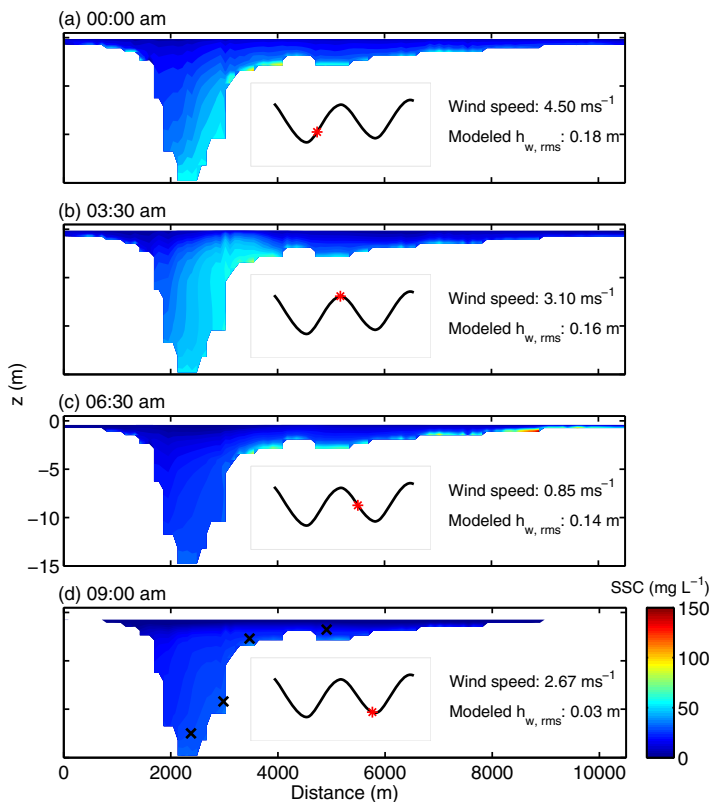 (a) 00:00 am
Wind speed: 4.50 ms⁻¹
Modeled h_w, rms: 0.18 m
(b) 03:30 am
Wind speed: 3.10 ms⁻¹
Modeled h_w, rms: 0.16 m
z (m)
(c) 06:30 am
0
−5
−10
−15
Wind speed: 0.85 ms⁻¹
Modeled h_w, rms: 0.14 m
(d) 09:00 am
SSC (mg L⁻¹)
150
100
50
0
Wind speed: 2.67 ms⁻¹
Modeled h_w, rms: 0.03 m
0 2000 4000 6000 8000 10000
Distance (m)